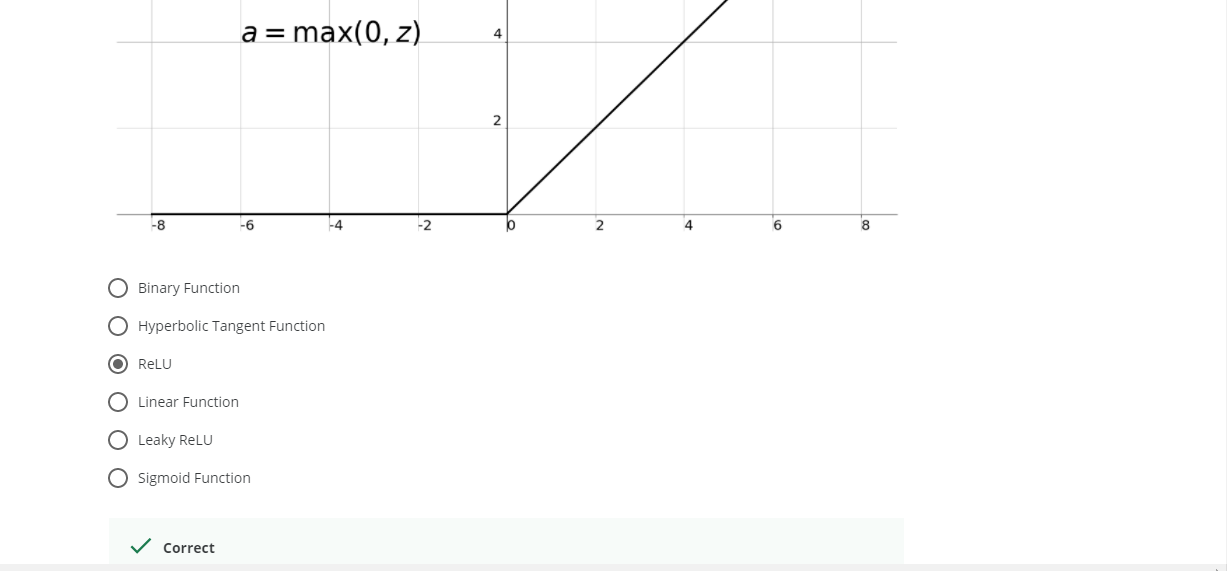 a = max(0, z)
4
2
-8 -6 -4 -2 0 2 4 6 8
Binary Function
Hyperbolic Tangent Function
ReLU
Linear Function
Leaky ReLU
Sigmoid Function
Correct